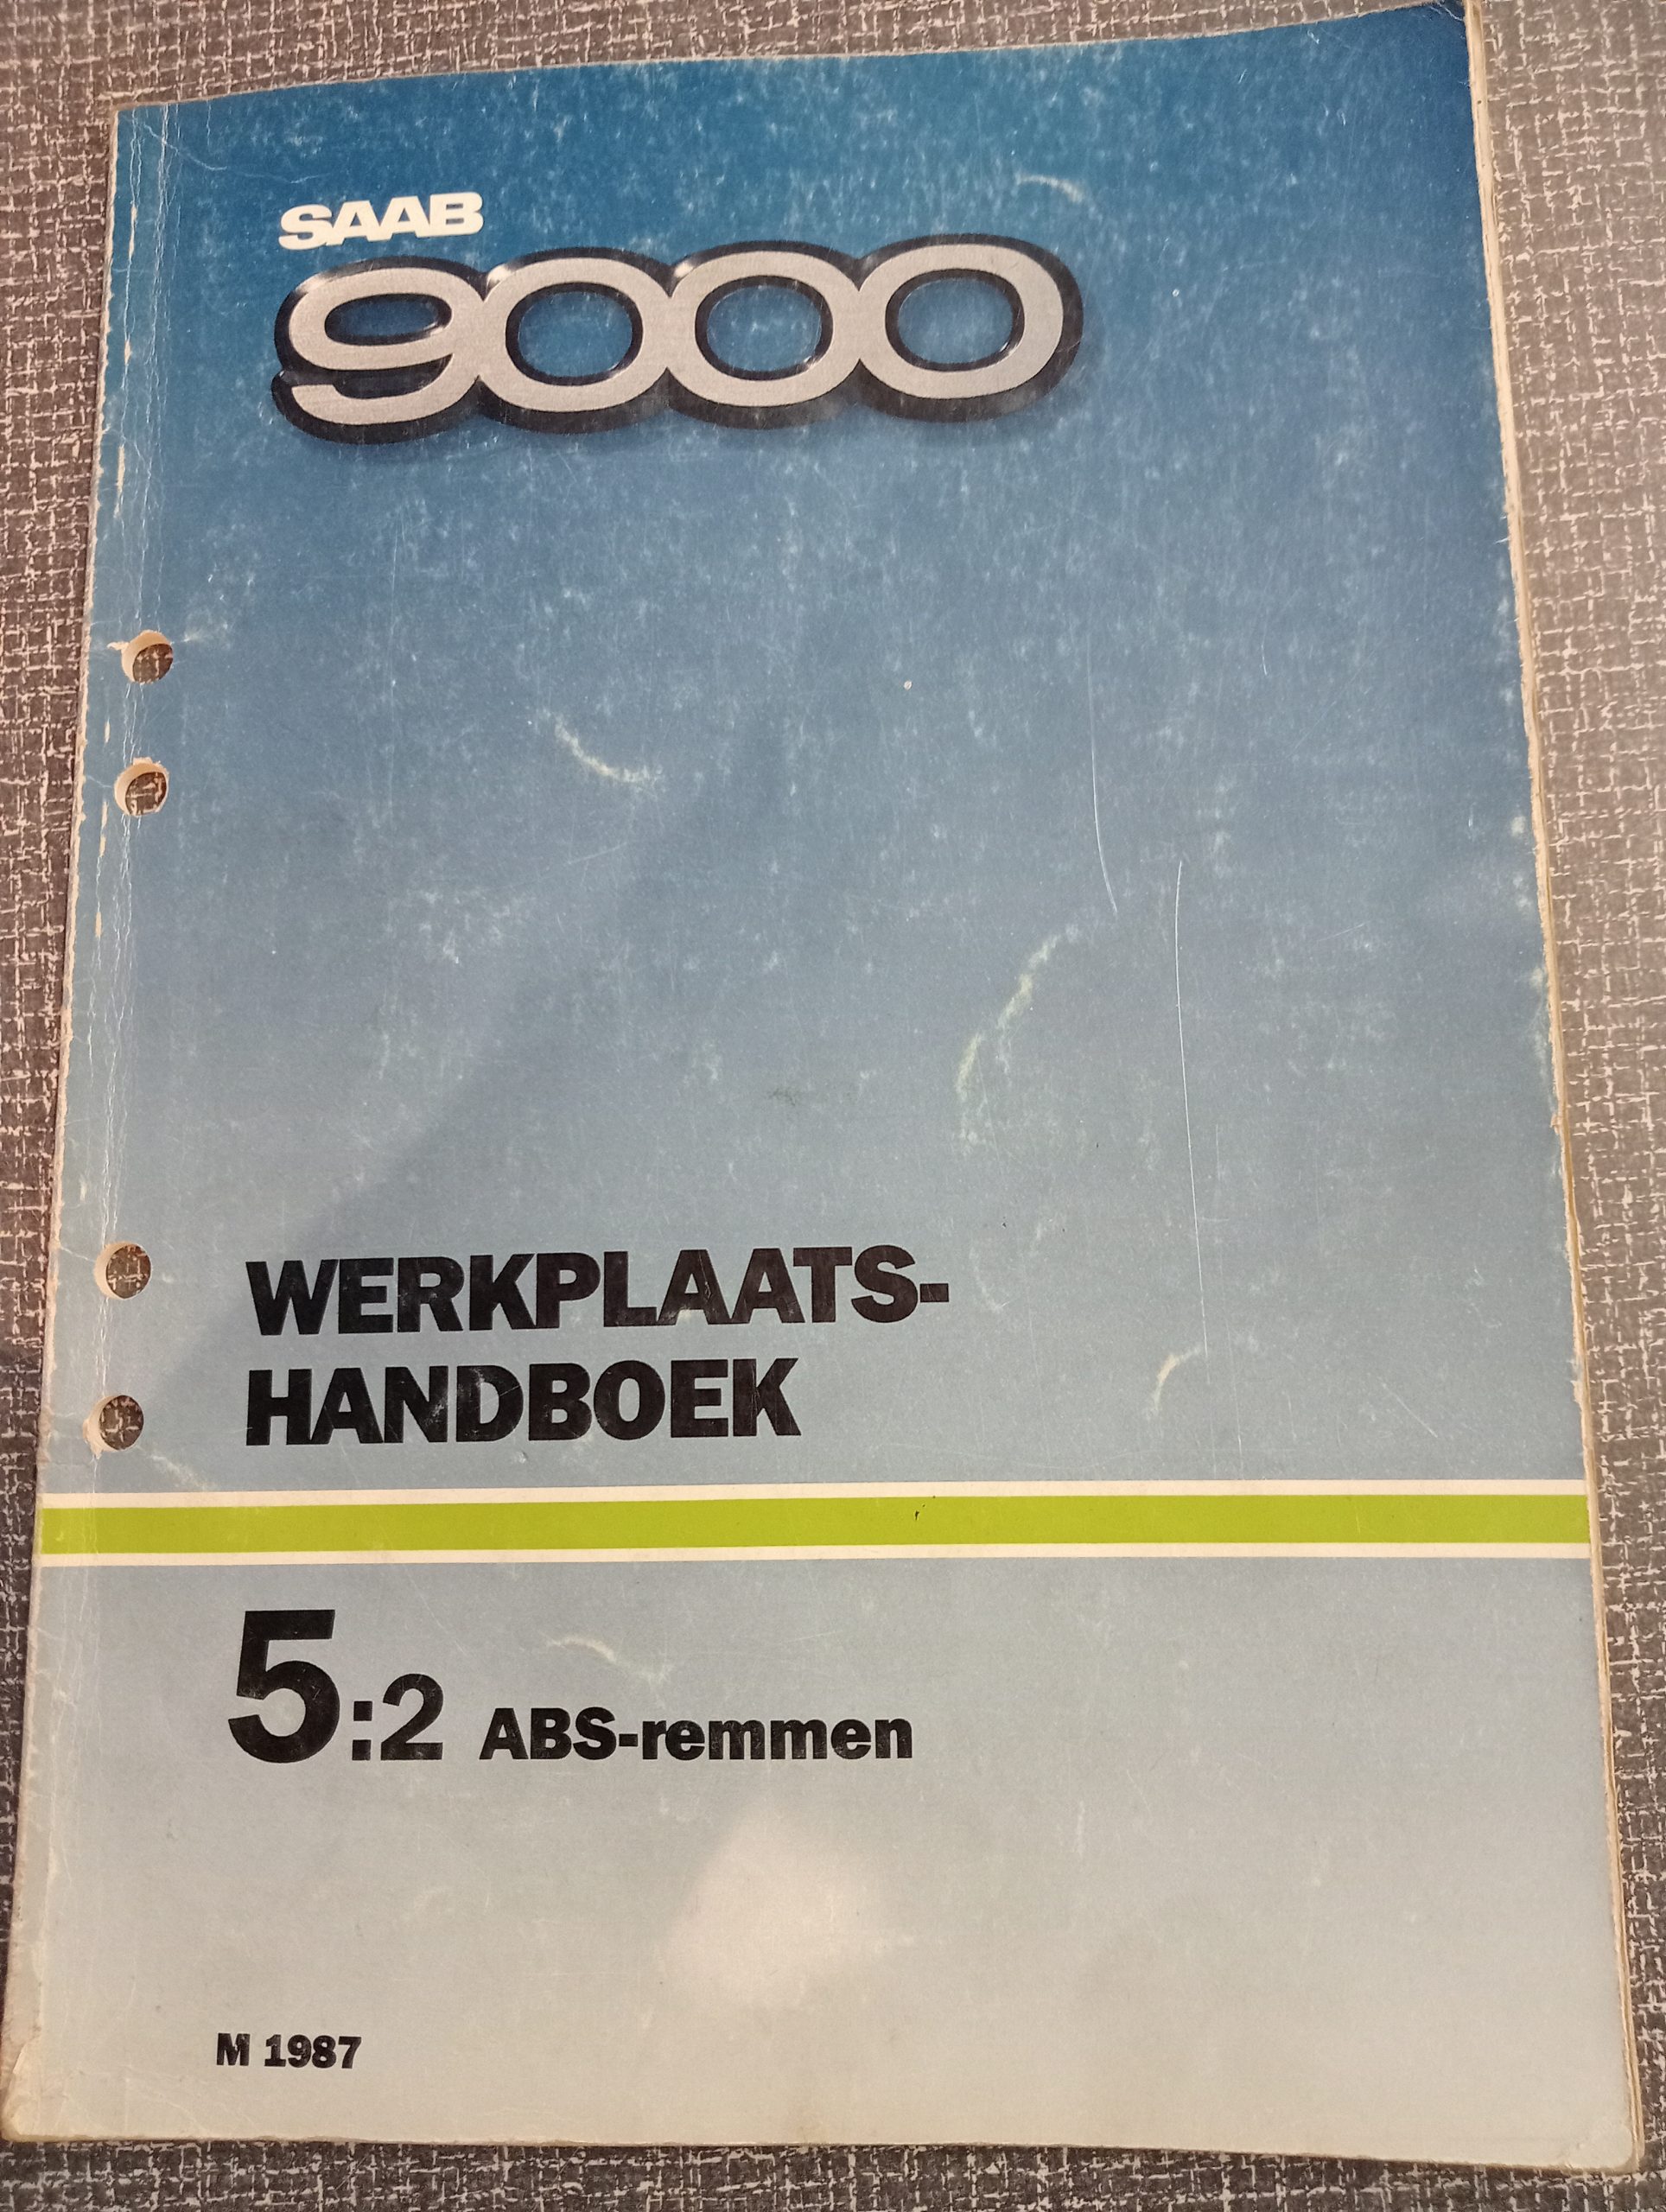 SAAB
9000
WERKPLAATS-
HANDBOEK
5:2 ABS-remmen
M 1987